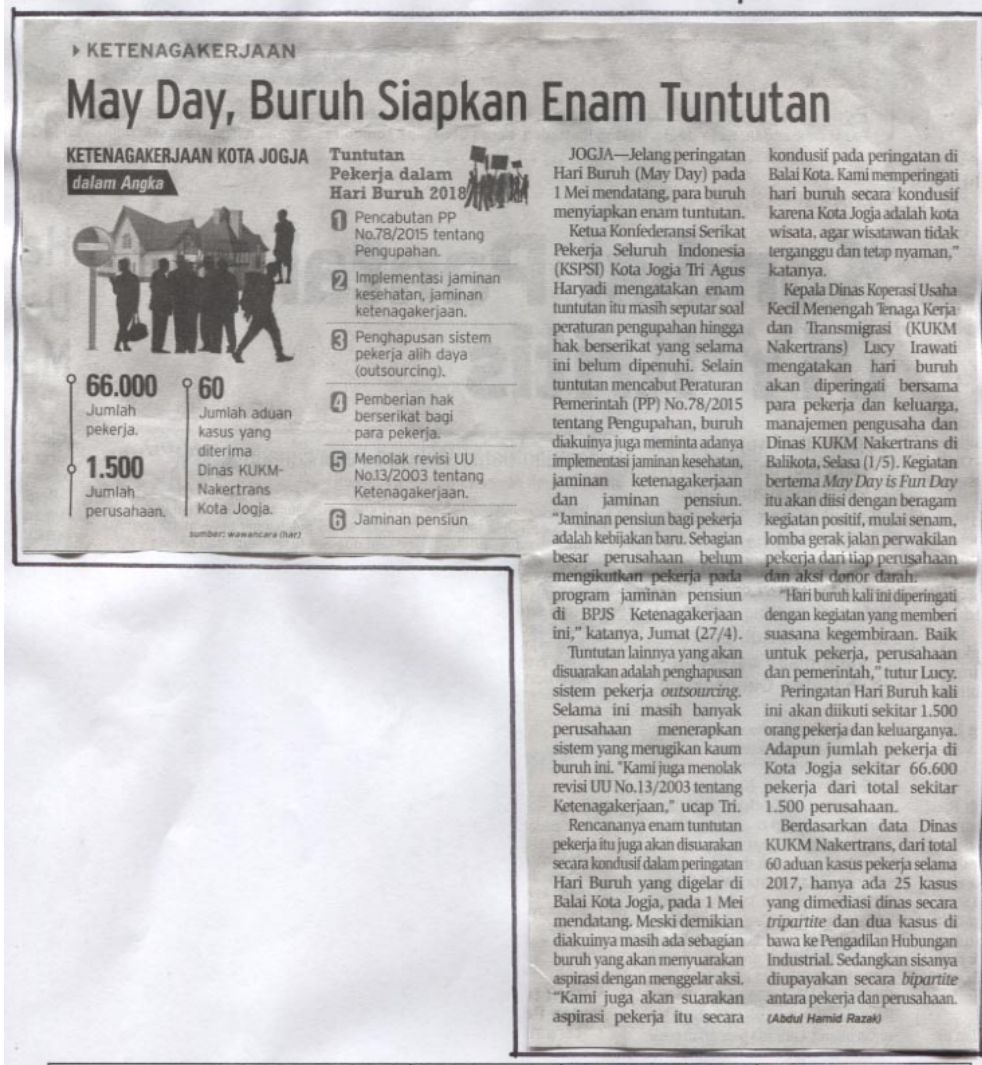 KETENAGAKERJAAN
May Day, Buruh Siapkan Enam Tuntutan
KETENAGAKERJAAN KOTA JOGJA
dalam Angka
66.000
Jumlah
pekerja.
1.500
Jumlah
perusahaan.
60
Jumlah aduan
kasus yang
diterima
Dinas KUKM-
Nakertrans
Kota Jogja.
sumber: wawancara (har)
Tuntutan
Pekerja dalam
Hari Buruh 2018
1 Pencabutan PP
No.78/2015 tentang
Pengupahan.
2 Implementasi jaminan
kesehatan, jaminan
ketenagakerjaan.
3 Penghapusan sistem
pekerja alih daya
(outsourcing).
4 Pemberian hak
berserikat bagi
para pekerja.
5 Menolak revisi UU
No.13/2003 tentang
Ketenagakerjaan.
6 Jaminan pensiun
JOGJA—Jelang peringatan
Hari Buruh (May Day) pada
1 Mei mendatang, para buruh
menyiapkan enam tuntutan.
Ketua Konfederansi Serikat
Pekerja Seluruh Indonesia
(KSPSI) Kota Jogja Tri Agus
Haryadi mengatakan enam
tuntutan itu masih seputar soal
peraturan pengupahan hingga
hak berserikat yang selama
ini belum dipenuhi. Selain
tuntutan mencabut Peraturan
Pemerintah (PP) No.78/2015
tentang Pengupahan, buruh
diakuinya juga meminta adanya
implementasi jaminan kesehatan,
jaminan ketenagakerjaan
dan jaminan pensiun.
"Jaminan pensiun bagi pekerja
adalah kebijakan baru. Sebagian
besar perusahaan belum
mengikutkan pekerja pada
program jaminan pensiun
di BPJS Ketenagakerjaan
ini," katanya, Jumat (27/4).
Tuntutan lainnya yang akan
disuarakan adalah penghapusan
sistem pekerja outsourcing.
Selama ini masih banyak
perusahaan menerapkan
sistem yang merugikan kaum
buruh ini. "Kami juga menolak
revisi UU No.13/2003 tentang
Ketenagakerjaan," ucap Tri.
Rencananya enam tuntutan
pekerja itu juga akan disuarakan
secara kondusif dalam peringatan
Hari Buruh yang digelar di
Balai Kota Jogja, pada 1 Mei
mendatang. Meski demikian
diakuinya masih ada sebagian
buruh yang akan menyuarakan
aspirasi dengan menggelar aksi.
"Kami juga akan suarakan
aspirasi pekerja itu secara
kondusif pada peringatan di
Balai Kota. Kami memperingati
hari buruh secara kondusif
karena Kota Jogja adalah kota
wisata, agar wisatawan tidak
terganggu dan tetap nyaman,"
katanya.
Kepala Dinas Koperasi Usaha
Kecil Menengah Tenaga Kerja
dan Transmigrasi (KUKM
Nakertrans) Lucy Irawati
mengatakan hari buruh
akan diperingati bersama
para pekerja dan keluarga,
manajemen pengusaha dan
Dinas KUKM Nakertrans di
Balikota, Selasa (1/5). Kegiatan
bertema May Day is Fun Day
itu akan diisi dengan beragam
kegiatan positif, mulai senam,
lomba gerak jalan perwakilan
pekerja dari tiap perusahaan
dan aksi donor darah.
"Hari buruh kali ini diperingati
dengan kegiatan yang memberi
suasana kegembiraan. Baik
untuk pekerja, perusahaan
dan pemerintah," tutur Lucy.
Peringatan Hari Buruh kali
ini akan diikuti sekitar 1.500
orang pekerja dan keluarganya.
Adapun jumlah pekerja di
Kota Jogja sekitar 66.600
pekerja dari total sekitar
1.500 perusahaan.
Berdasarkan data Dinas
KUKM Nakertrans, dari total
60 aduan kasus pekerja selama
2017, hanya ada 25 kasus
yang dimediasi dinas secara
tripartite dan dua kasus di
bawa ke Pengadilan Hubungan
Industrial. Sedangkan sisanya
diupayakan secara bipartite
antara pekerja dan perusahaan.
(Abdul Hamid Razak)